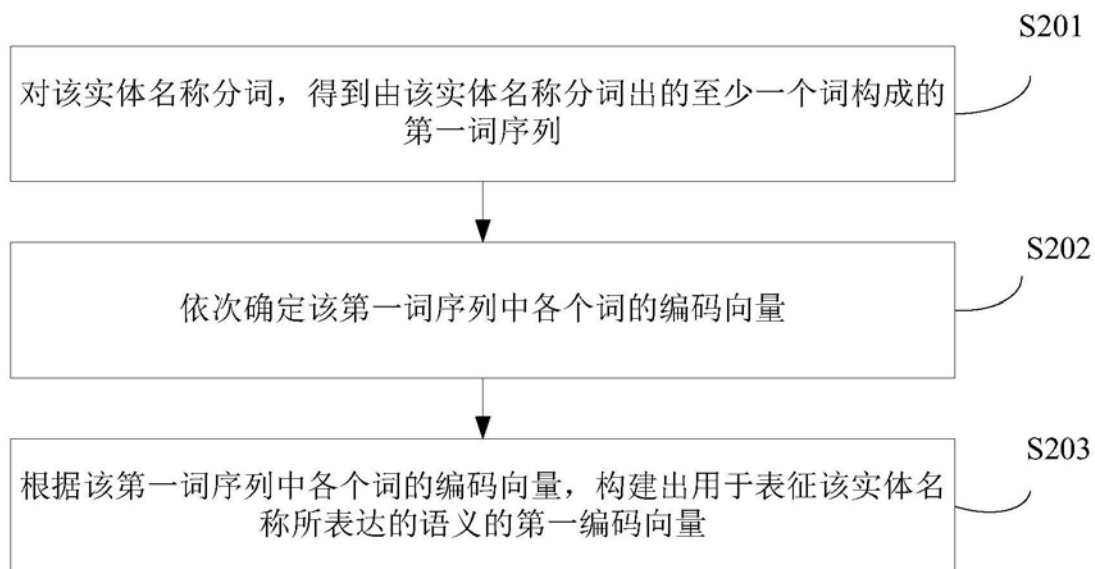 S201
对该实体名称分词，得到由该实体名称分词出的至少一个词构成的
第一词序列
S202
依次确定该第一词序列中各个词的编码向量
S203
根据该第一词序列中各个词的编码向量，构建出用于表征该实体名
称所表达的语义的第一编码向量